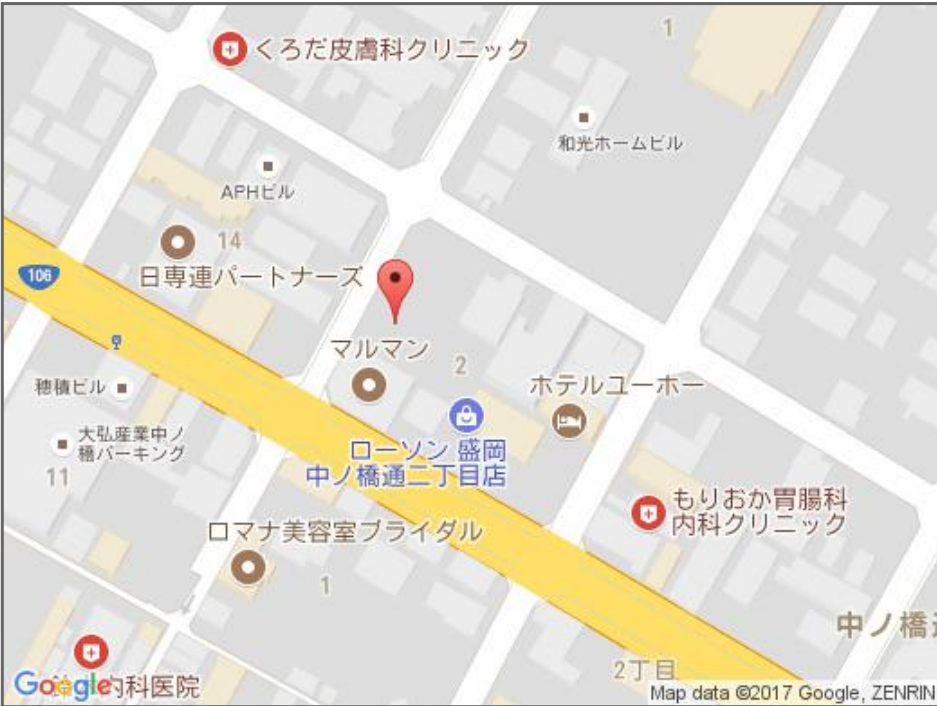 1
くろだ皮膚科クリニック
和光ホームビル
APHビル
14
日専連パートナーズ
106
マルマン
2
穂積ビル
ホテルユーホー
大弘産業中ノ
橋パーキング
11
ローソン 盛岡
中ノ橋通二丁目店
もりおか胃腸科
内科クリニック
ロマナ美容室ブライダル
1
中ノ橋通
2丁目
Google
内科医院
Map data ©2017 Google, ZENRIN